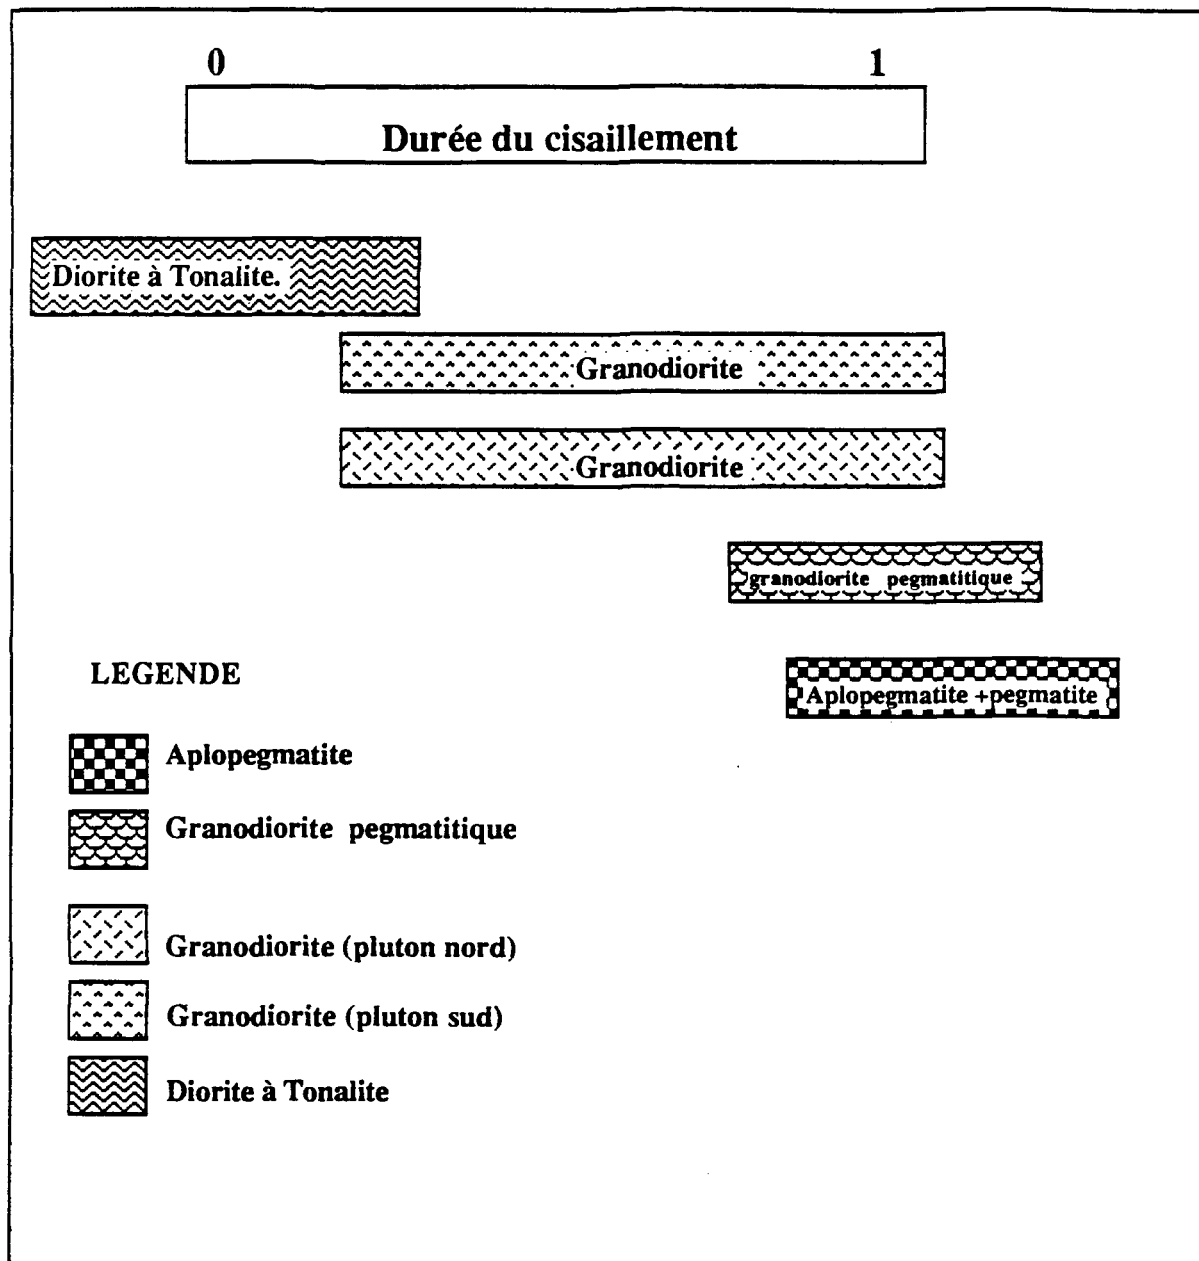 0 1
Durée du cisaillement
Diorite à Tonalite.
Granodiorite
Granodiorite
granodiorite pegmatitique
Aplopegmatite +pegmatite
LEGENDE
Aplopegmatite
Granodiorite pegmatitique
Granodiorite (pluton nord)
Granodiorite (pluton sud)
Diorite à Tonalite